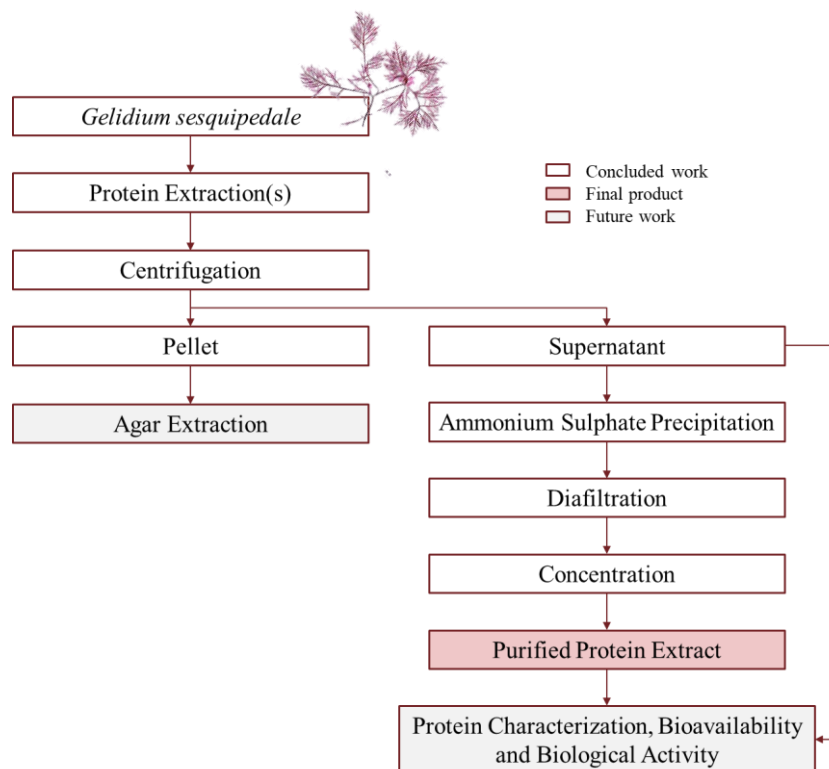 Gelidium sesquipedale
Protein Extraction(s)
Concluded work
Final product
Future work
Centrifugation
Pellet
Supernatant
Agar Extraction
Ammonium Sulphate Precipitation
Diafiltration
Concentration
Purified Protein Extract
Protein Characterization, Bioavailability
and Biological Activity